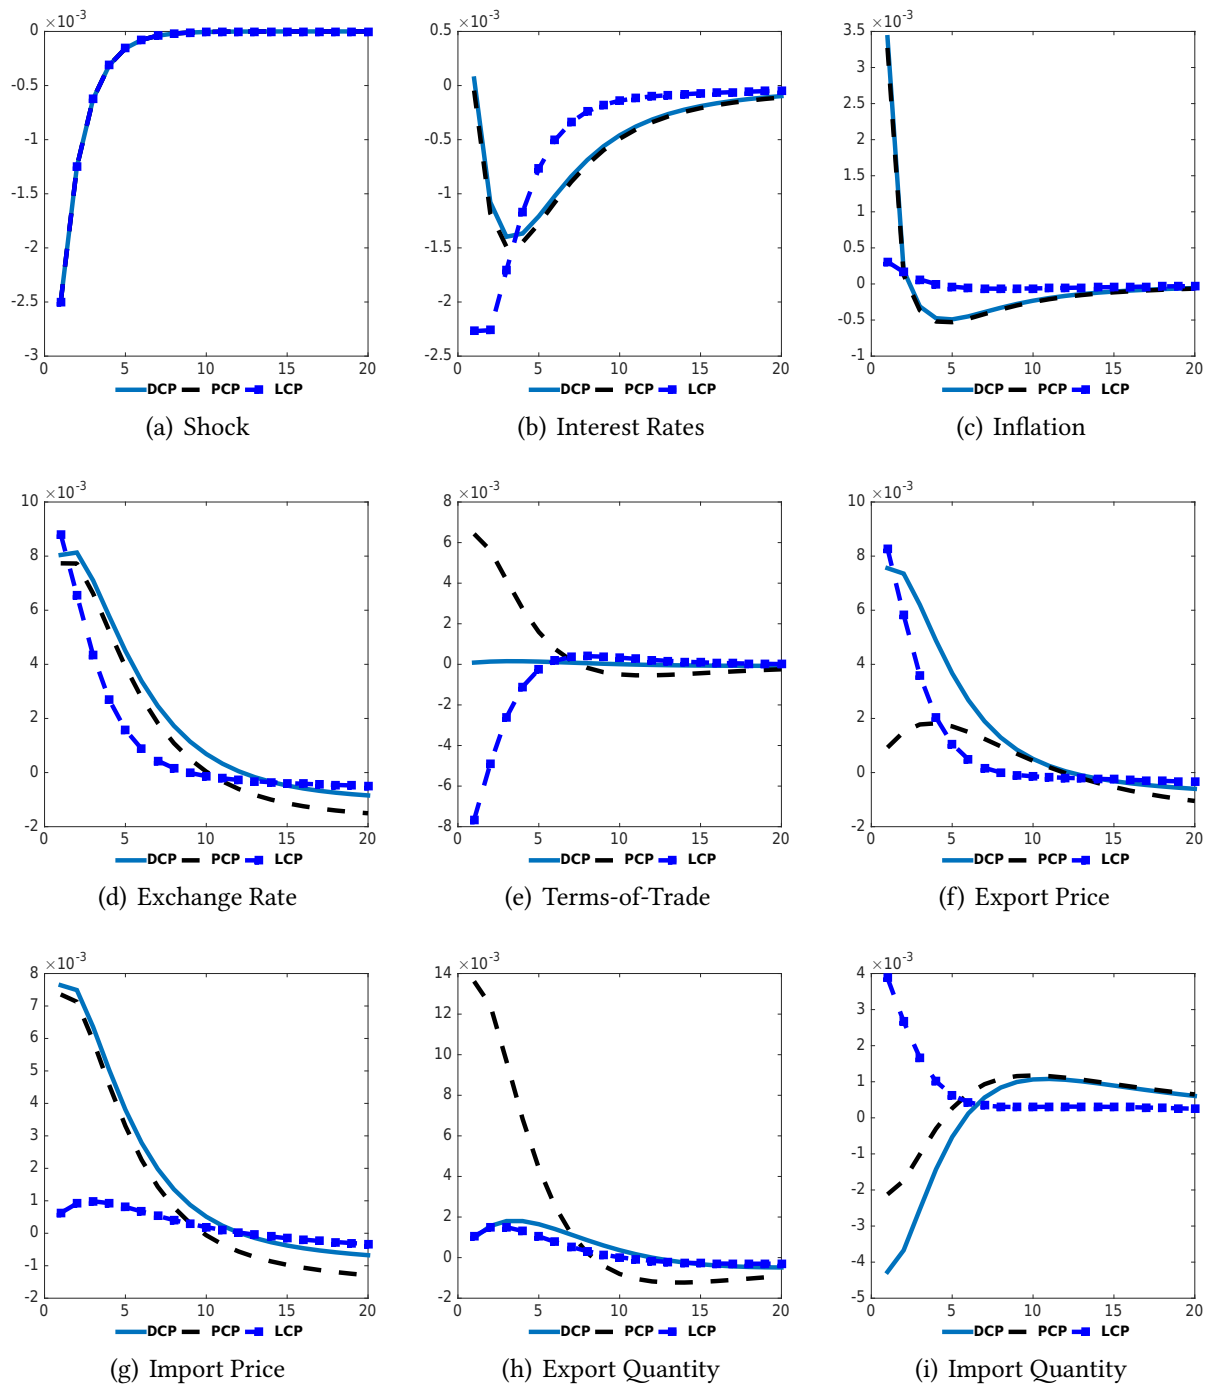 ×10⁻³ ×10⁻³ ×10⁻³
0 0.5 3.5
-0.5 0 3
-1 -0.5 2.5
-1.5 -1 2
-2 -1.5 1.5
-2.5 -2 1
-3 -2.5 0.5
0
-0.5
-1
0 5 10 15 20 0 5 10 15 20 0 5 10 15 20
DCP PCP LCP DCP PCP LCP DCP PCP LCP
(a) Shock (b) Interest Rates (c) Inflation
×10⁻³ ×10⁻³ ×10⁻³
10 8 10
8 6 8
6 4 6
4 2 4
2 0 2
0 -2 0
-2 -4 -2
-6
-8
0 5 10 15 20 0 5 10 15 20 0 5 10 15 20
DCP PCP LCP DCP PCP LCP DCP PCP LCP
(d) Exchange Rate (e) Terms-of-Trade (f) Export Price
×10⁻³ ×10⁻³ ×10⁻³
8 14 4
7 12 3
6 10 2
5 8 1
4 6 0
3 4 -1
2 2 -2
1 0 -3
0 -2 -4
-1 -5
-2
0 5 10 15 20 0 5 10 15 20 0 5 10 15 20
DCP PCP LCP DCP PCP LCP DCP PCP LCP
(g) Import Price (h) Export Quantity (i) Import Quantity